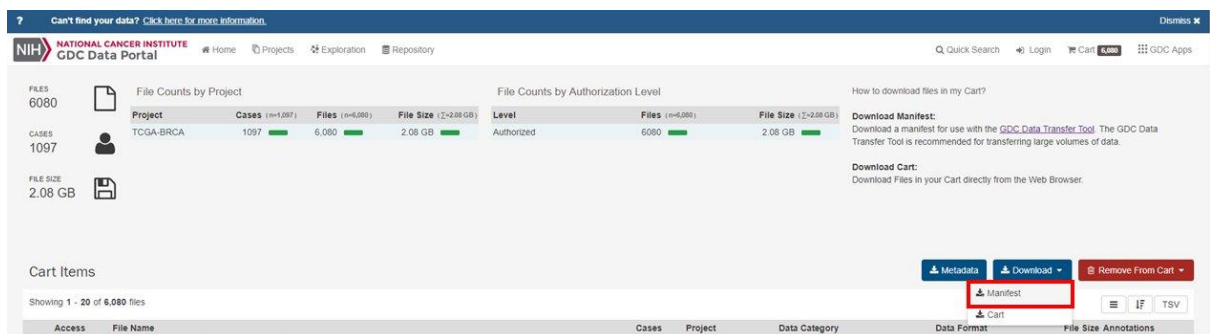 ? Can't find your data? Click here for more information. Dismiss ×
NIH NATIONAL CANCER INSTITUTE
GDC Data Portal
Home Projects Exploration Repository Quick Search Login Cart 6,080 GDC Apps
FILES
6080
CASES
1097
FILE SIZE
2.08 GB
File Counts by Project
Project Cases (n=1,097) Files (n=6,080) File Size (∑=2.08 GB)
TCGA-BRCA 1097 6,080 2.08 GB
File Counts by Authorization Level
Level Files (n=6,080) File Size (∑=2.08 GB)
Authorized 6080 2.08 GB
How to download files in my Cart?
Download Manifest:
Download a manifest for use with the GDC Data Transfer Tool. The GDC Data
Transfer Tool is recommended for transferring large volumes of data.
Download Cart:
Download Files in your Cart directly from the Web Browser.
Cart Items
Metadata Download Remove From Cart
Manifest
Cart
Showing 1 - 20 of 6,080 files
TSV
Access File Name Cases Project Data Category Data Format File Size Annotations